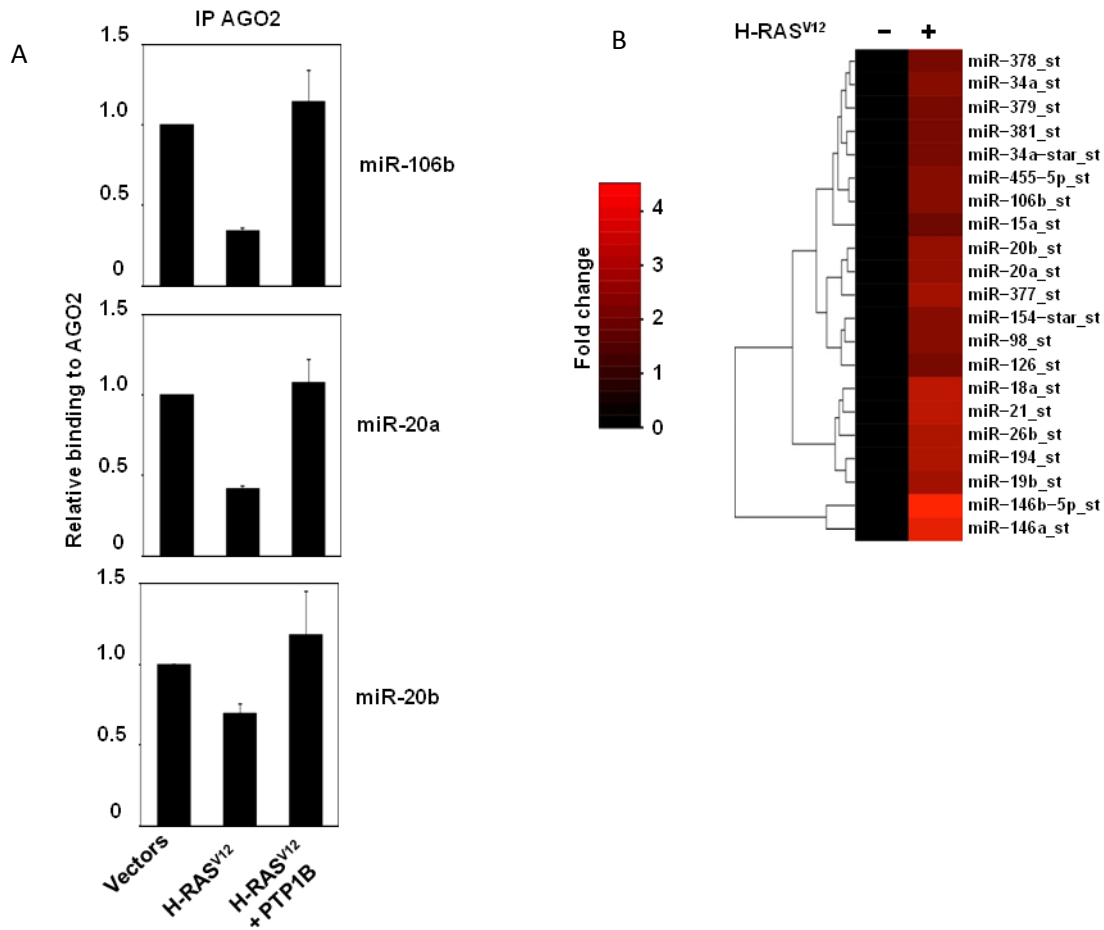 A
IP AGO2
Relative binding to AGO2
1.5
1.0
0.5
0
miR-106b
1.5
1.0
0.5
0
miR-20a
1.5
1.0
0.5
0
miR-20b
Vectors
H-RASV12
H-RASV12
+ PTP1B
B
H-RASV12 − +
Fold change
4
3
2
1
0
miR−378_st
miR−34a_st
miR−379_st
miR−381_st
miR−34a−star_st
miR−455−5p_st
miR−106b_st
miR−15a_st
miR−20b_st
miR−20a_st
miR−377_st
miR−154−star_st
miR−98_st
miR−126_st
miR−18a_st
miR−21_st
miR−26b_st
miR−194_st
miR−19b_st
miR−146b−5p_st
miR−146a_st